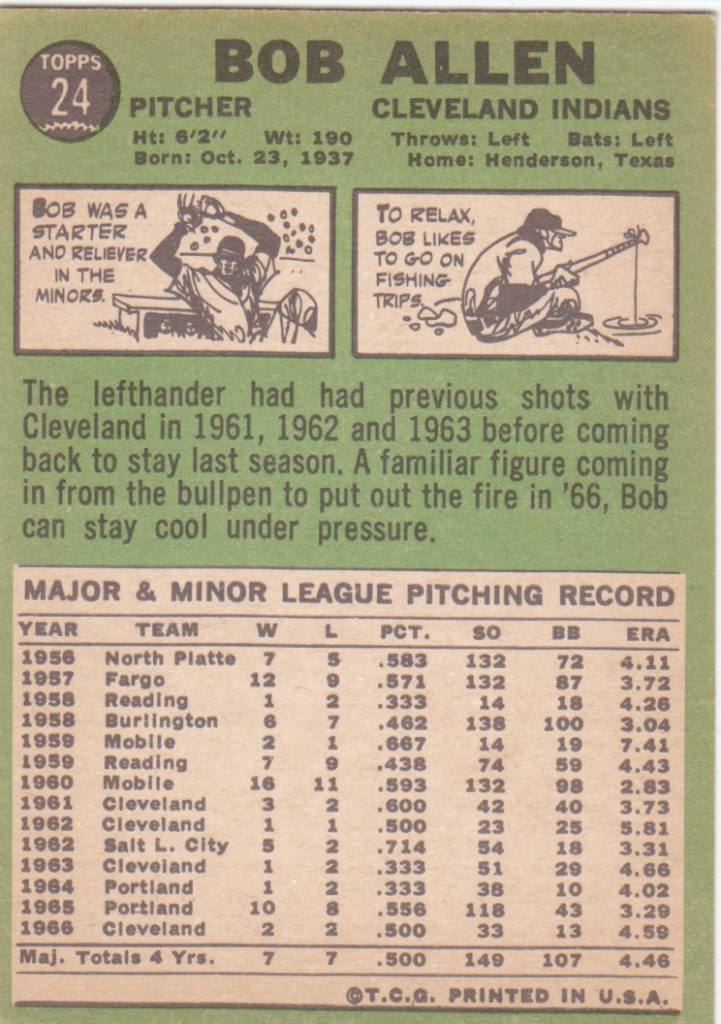 TOPPS
24
BOB ALLEN
PITCHER CLEVELAND INDIANS
Ht: 6'2" Wt: 190 Throws: Left Bats: Left
Born: Oct. 23, 1937 Home: Henderson, Texas
BOB WAS A
STARTER
AND RELIEVER
IN THE
MINORS.
TO RELAX,
BOB LIKES
TO GO ON
FISHING
TRIPS.
The lefthander had had previous shots with
Cleveland in 1961, 1962 and 1963 before coming
back to stay last season. A familiar figure coming
in from the bullpen to put out the fire in '66, Bob
can stay cool under pressure.
MAJOR & MINOR LEAGUE PITCHING RECORD
YEAR TEAM W L PCT. SO BB ERA
1956 North Platte 7 5 .583 132 72 4.11
1957 Fargo 12 9 .571 132 87 3.72
1958 Reading 1 2 .333 14 18 4.26
1958 Burlington 6 7 .462 138 100 3.04
1959 Mobile 2 1 .667 14 19 7.41
1959 Reading 7 9 .438 74 59 4.43
1960 Mobile 16 11 .593 132 98 2.83
1961 Cleveland 3 2 .600 42 40 3.73
1962 Cleveland 1 1 .500 23 25 5.81
1962 Salt L. City 5 2 .714 54 18 3.31
1963 Cleveland 1 2 .333 51 29 4.66
1964 Portland 1 2 .333 38 10 4.02
1965 Portland 10 8 .556 118 43 3.29
1966 Cleveland 2 2 .500 33 13 4.59
Maj. Totals 4 Yrs. 7 7 .500 149 107 4.46
©T.C.G. PRINTED IN U.S.A.